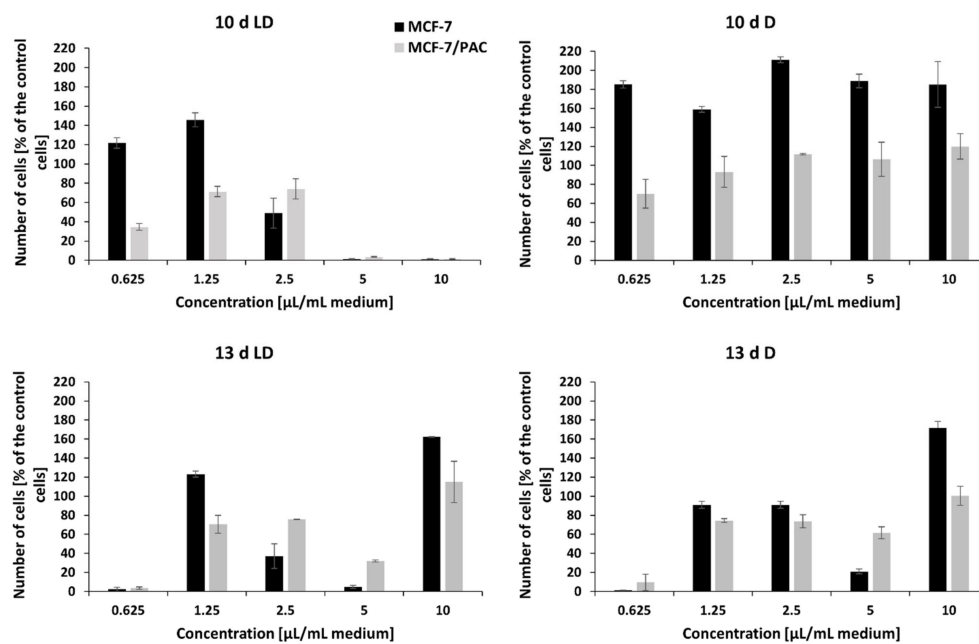 10 d LD
MCF-7
MCF-7/PAC
Number of cells [% of the control
cells]
220
200
180
160
140
120
100
80
60
40
20
0
0.625 1.25 2.5 5 10
Concentration [µL/mL medium]
10 d D
Number of cells [% of the control
cells]
220
200
180
160
140
120
100
80
60
40
20
0
0.625 1.25 2.5 5 10
Concentration [µL/mL medium]
13 d LD
Number of cells [% of the control
cells]
220
200
180
160
140
120
100
80
60
40
20
0
0.625 1.25 2.5 5 10
Concentration [µL/mL medium]
13 d D
Number of cells [% of the control
cells]
220
200
180
160
140
120
100
80
60
40
20
0
0.625 1.25 2.5 5 10
Concentration [µL/mL medium]